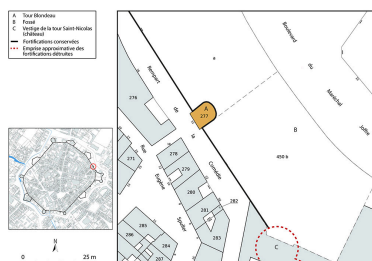 A Tour Blondeau
B Fossé
C Vestige de la tour Saint-Nicolas
(château)
Fortifications conservées
Emprise approximative des
fortifications détruites
N
0 25 m
Boulevard
du
Maréchal
Joffre
Rempart
de
la
Comédie
Rue
Eugène
Spuller
A
277
B
450 b
C
276
271
278
279
280
281
282
283
285
286
284
287